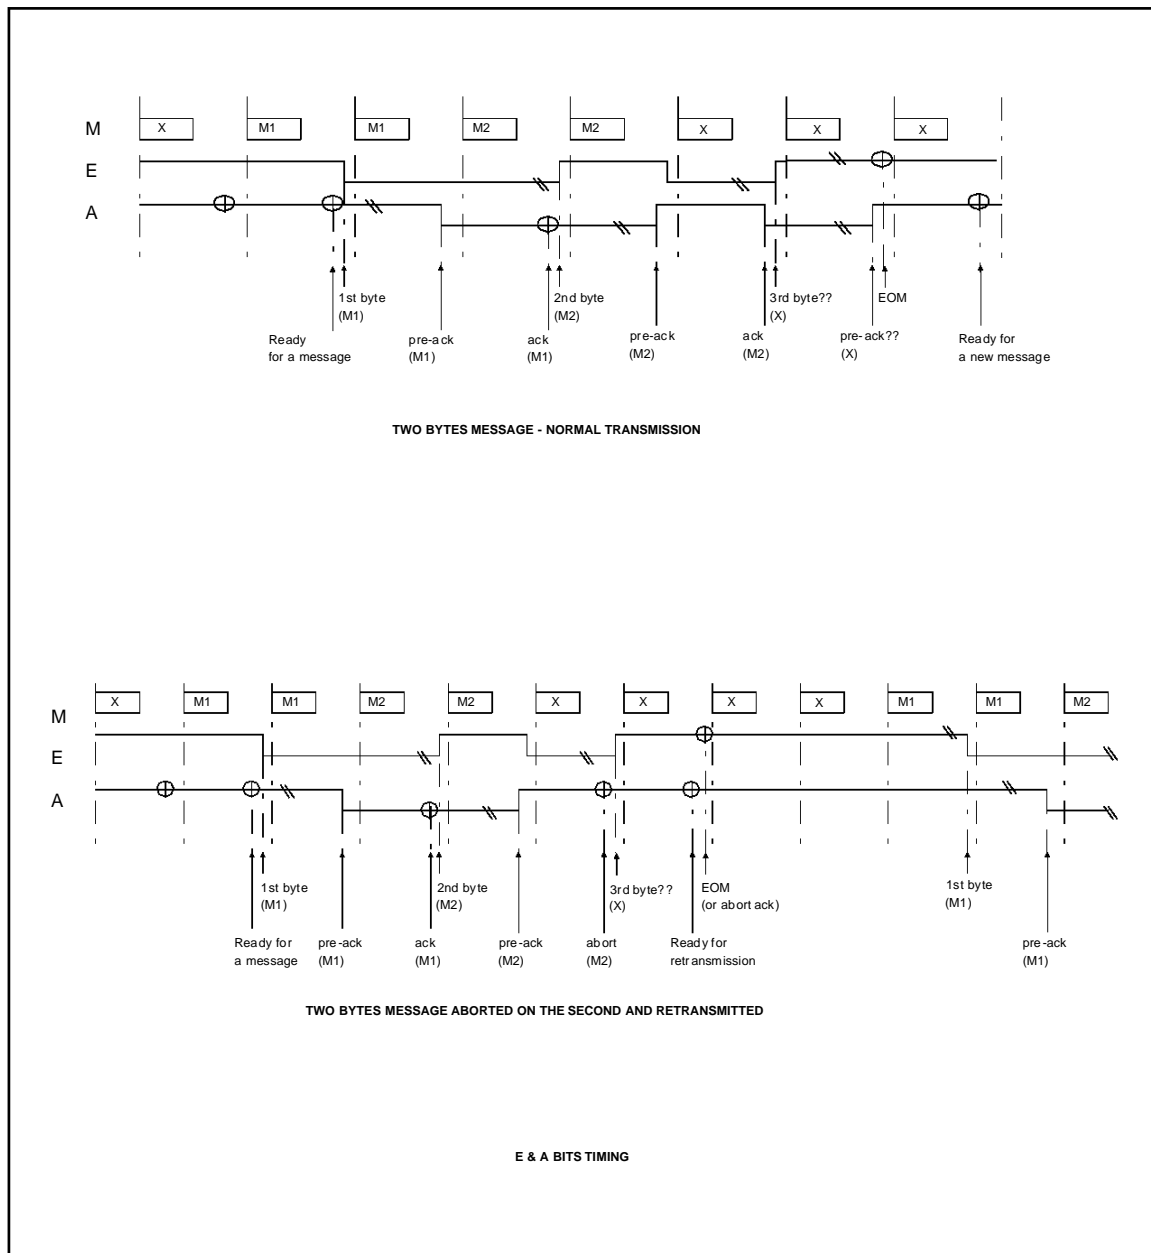 M X M1 M1 M2 M2 X X X
E
A
1st byte
(M1)
2nd byte
(M2)
3rd byte??
(X)
EOM
Ready
for a message
pre-ack
(M1)
ack
(M1)
pre-ack
(M2)
ack
(M2)
pre-ack??
(X)
Ready for
a new message
TWO BYTES MESSAGE - NORMAL TRANSMISSION
X M1 M1 M2 M2 X X X X M1 M1 M2
M
E
A
1st byte
(M1)
2nd byte
(M2)
3rd byte??
(X)
EOM
(or abort ack)
1st byte
(M1)
Ready for
a message
pre-ack
(M1)
ack
(M1)
pre-ack
(M2)
abort
(M2)
Ready for
retransmission
pre-ack
(M1)
TWO BYTES MESSAGE ABORTED ON THE SECOND AND RETRANSMITTED
E & A BITS TIMING